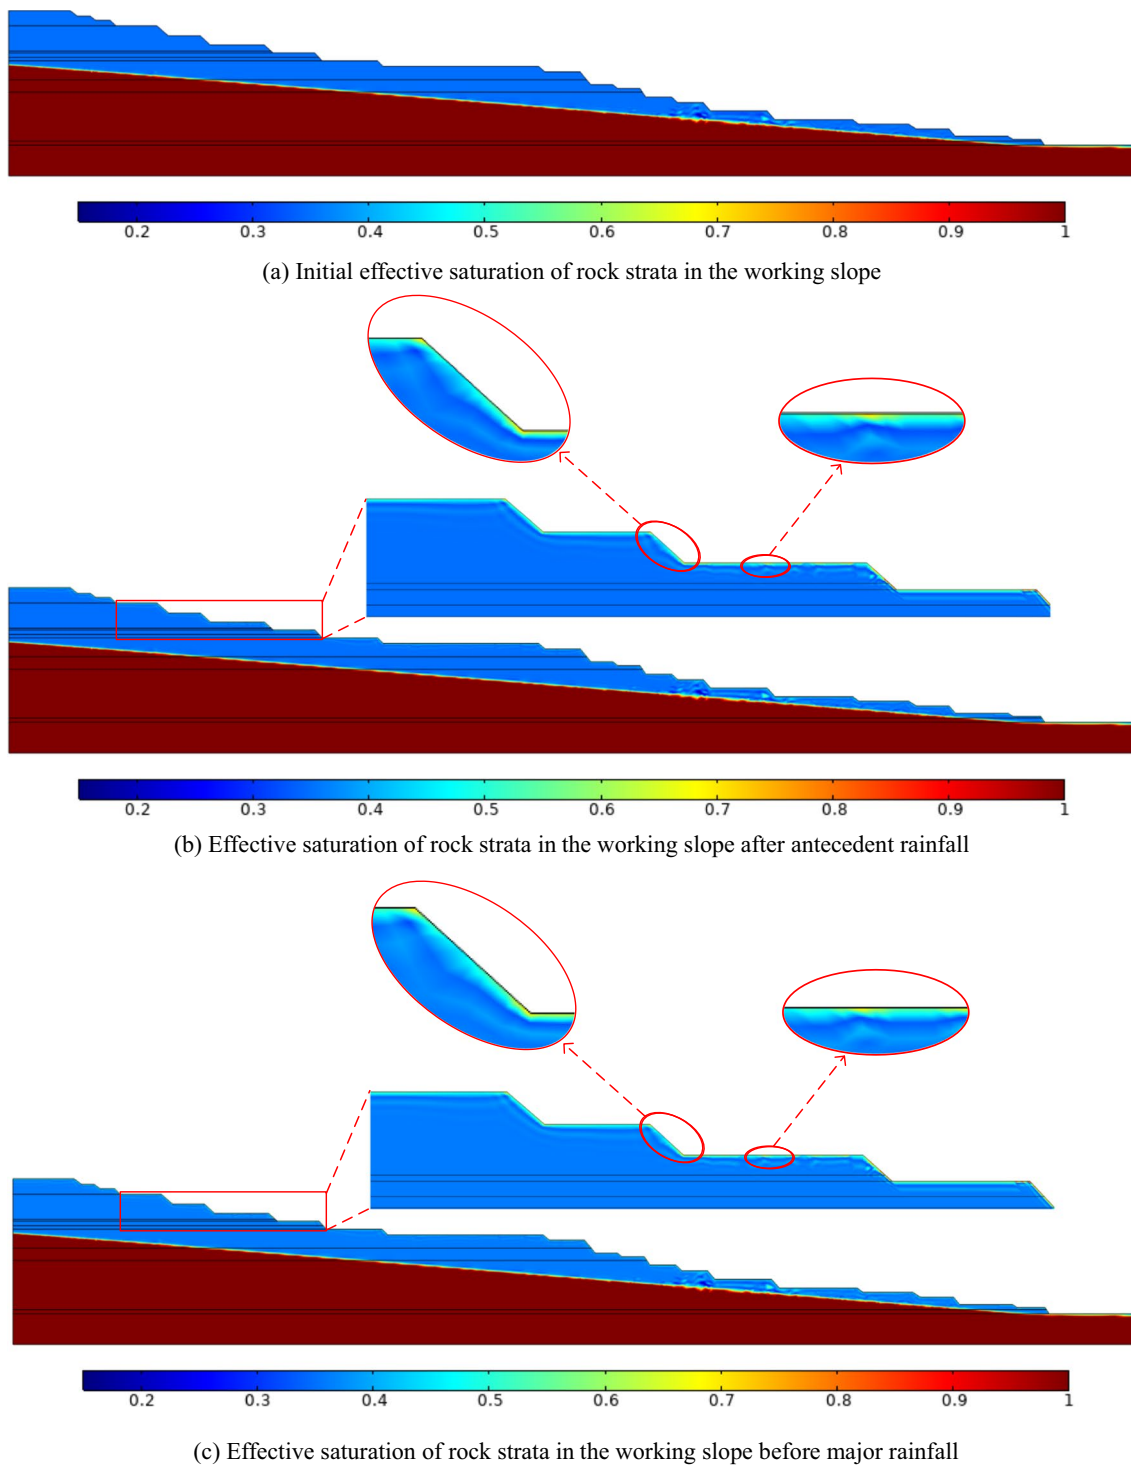 0.2 0.3 0.4 0.5 0.6 0.7 0.8 0.9 1
(a) Initial effective saturation of rock strata in the working slope
0.2 0.3 0.4 0.5 0.6 0.7 0.8 0.9 1
(b) Effective saturation of rock strata in the working slope after antecedent rainfall
0.2 0.3 0.4 0.5 0.6 0.7 0.8 0.9 1
(c) Effective saturation of rock strata in the working slope before major rainfall